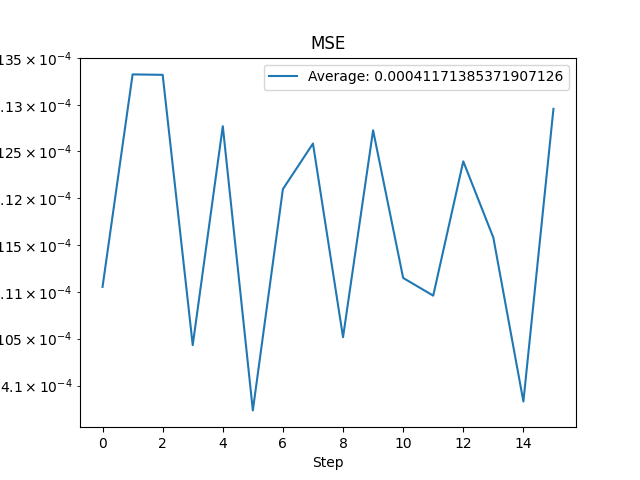 MSE
Average: 0.00041171385371907126
135 × 10⁻⁴
.13 × 10⁻⁴
125 × 10⁻⁴
.12 × 10⁻⁴
115 × 10⁻⁴
.11 × 10⁻⁴
105 × 10⁻⁴
4.1 × 10⁻⁴
0 2 4 6 8 10 12 14
Step